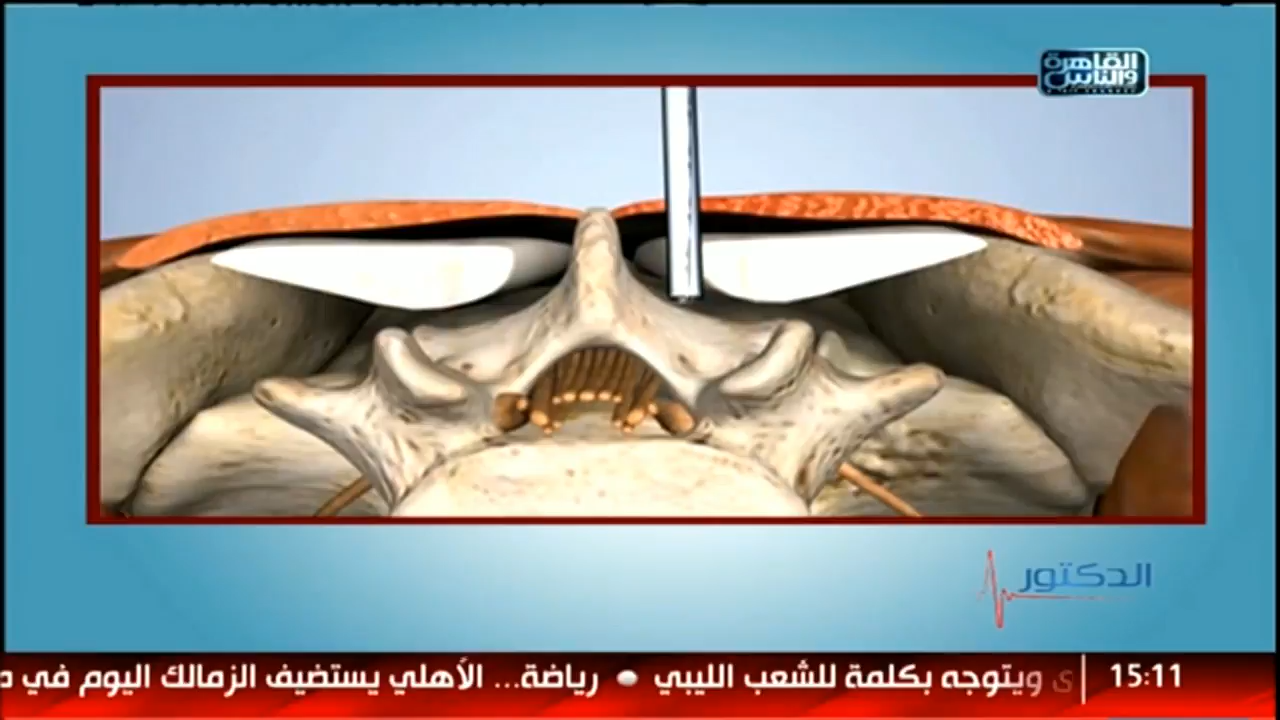 القاهرة
والناس
الدكتور
ويتوجه بكلمة للشعب الليبي • رياضة... الأهلي يستضيف الزمالك اليوم في
15:11